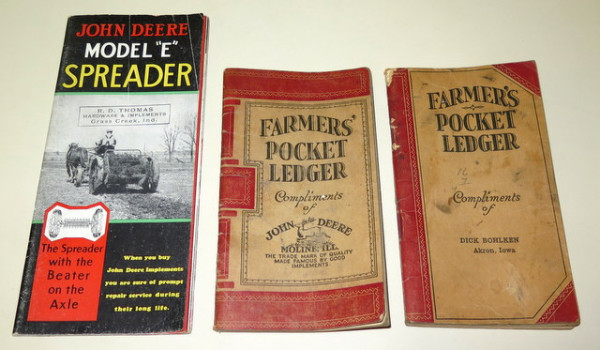 JOHN DEERE
MODEL "E"
SPREADER
R. D. THOMAS
HARDWARE & IMPLEMENTS
Grass Creek, Ind.
The Spreader
with the
Beater
on the
Axle
When you buy
John Deere Implements
you are sure of prompt
repair service during
their long life.
FARMERS'
POCKET
LEDGER
Compliments
of
JOHN DEERE
MOLINE, ILL.
THE TRADE MARK OF QUALITY
MADE FAMOUS BY GOOD
IMPLEMENTS
FARMER'S
POCKET
LEDGER
Compliments
of
DICK BOHLKEN
Akron, Iowa